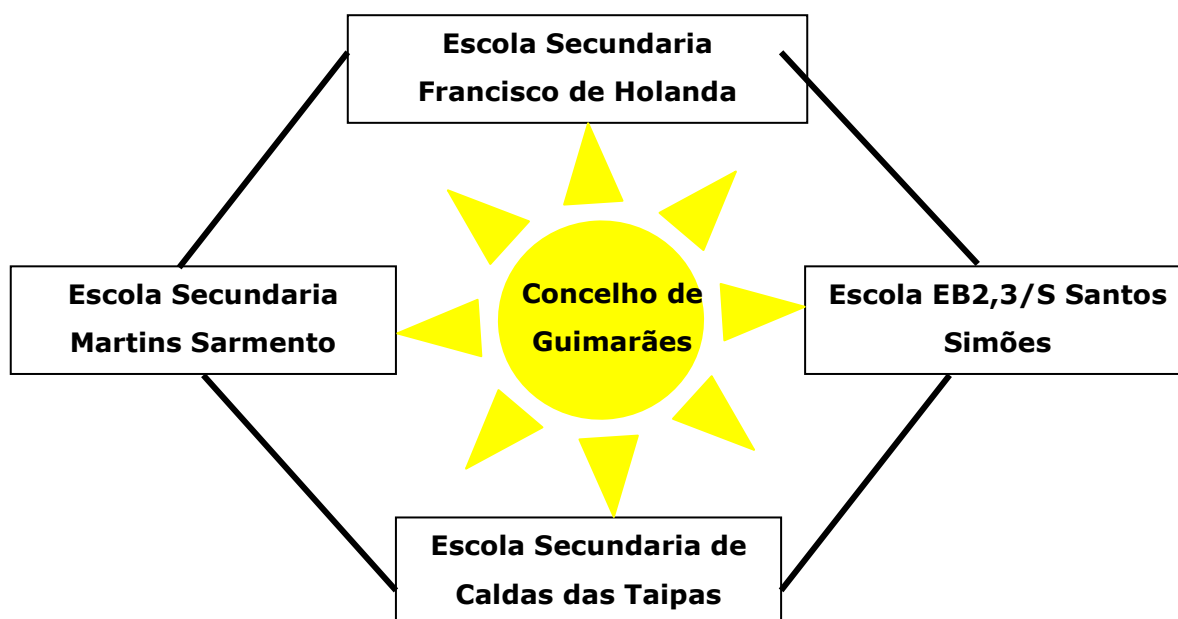 Escola Secundaria
Francisco de Holanda
Escola Secundaria
Martins Sarmento
Concelho de
Guimarães
Escola EB2,3/S Santos
Simões
Escola Secundaria de
Caldas das Taipas